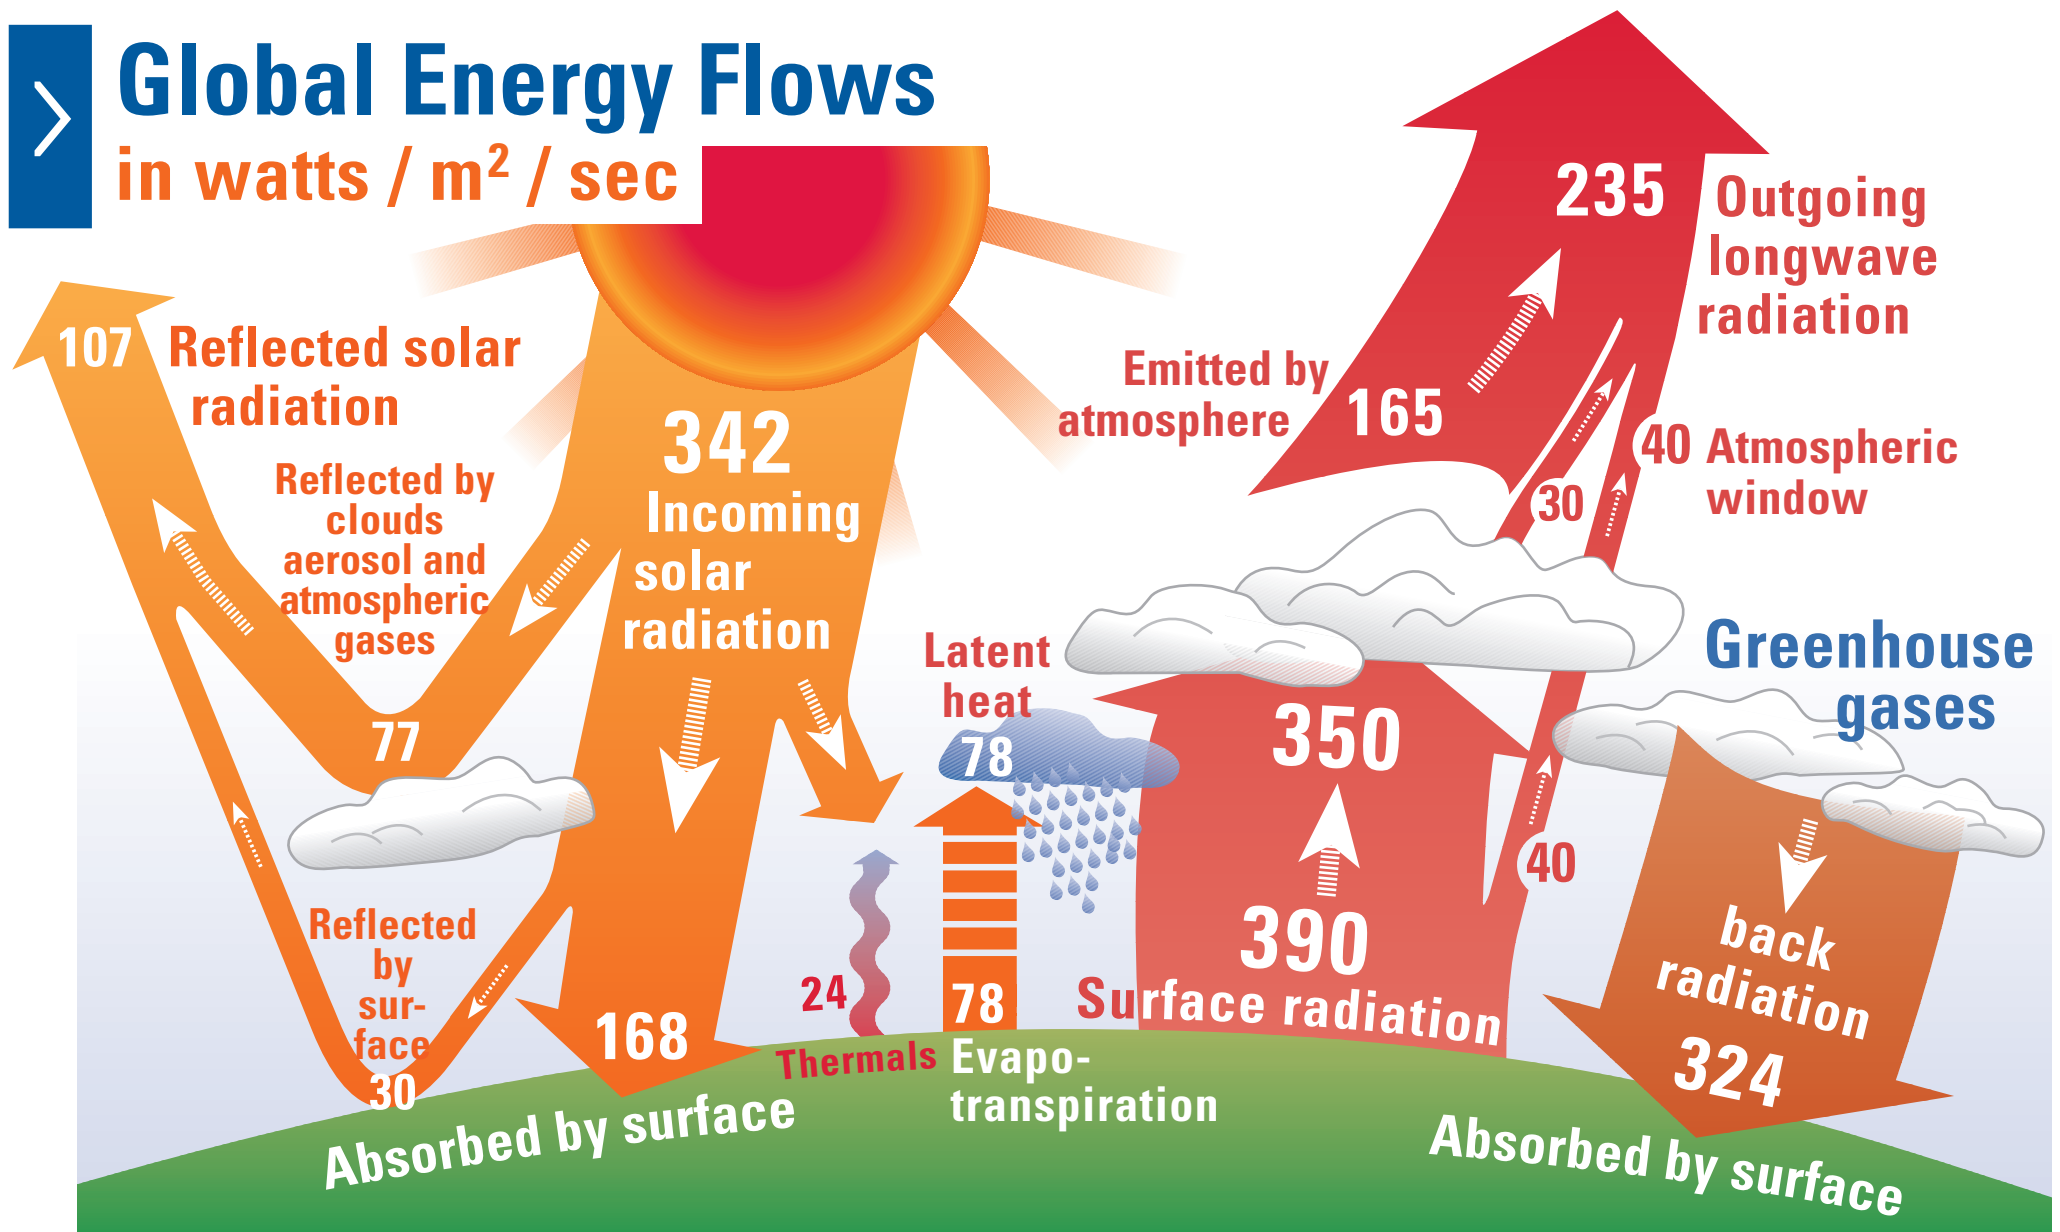 Global Energy Flows
in watts / m² / sec
107
Reflected solar
radiation
Reflected by
clouds
aerosol and
atmospheric
gases
77
342
Incoming
solar
radiation
Reflected
by
sur-
face
30
168
Absorbed by surface
24
Thermals
Latent
heat
78
78
Evapo-
transpiration
235
Outgoing
longwave
radiation
Emitted by
atmosphere
165
30
40 Atmospheric
window
350
390
Surface radiation
40
Greenhouse
gases
back
radiation
324
Absorbed by surface